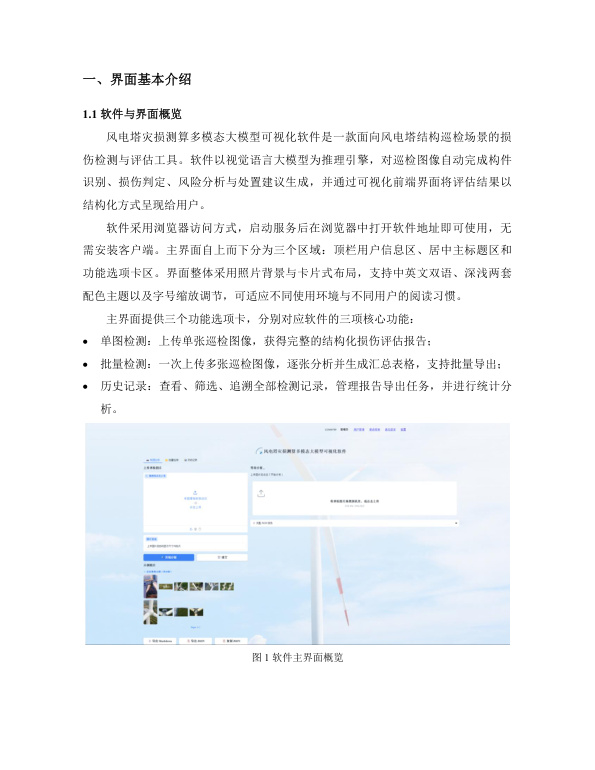 一、界面基本介绍
1.1 软件与界面概览
风电塔灾损测算多模态大模型可视化软件是一款面向风电塔结构巡检场景的损
伤检测与评估工具。软件以视觉语言大模型为推理引擎，对巡检图像自动完成构件
识别、损伤判定、风险分析与处置建议生成，并通过可视化前端界面将评估结果以
结构化方式呈现给用户。
软件采用浏览器访问方式，启动服务后在浏览器中打开软件地址即可使用，无
需安装客户端。主界面自上而下分为三个区域：顶栏用户信息区、居中主标题区和
功能选项卡区。界面整体采用照片背景与卡片式布局，支持中英文双语、深浅两套
配色主题以及字号缩放调节，可适应不同使用环境与不同用户的阅读习惯。
主界面提供三个功能选项卡，分别对应软件的三项核心功能：
• 单图检测：上传单张巡检图像，获得完整的结构化损伤评估报告；
• 批量检测：一次上传多张巡检图像，逐张分析并生成汇总表格，支持批量导出；
• 历史记录：查看、筛选、追溯全部检测记录，管理报告导出任务，并进行统计分
析。
风电塔灾损测算多模态大模型可视化软件
图 1 软件主界面概览